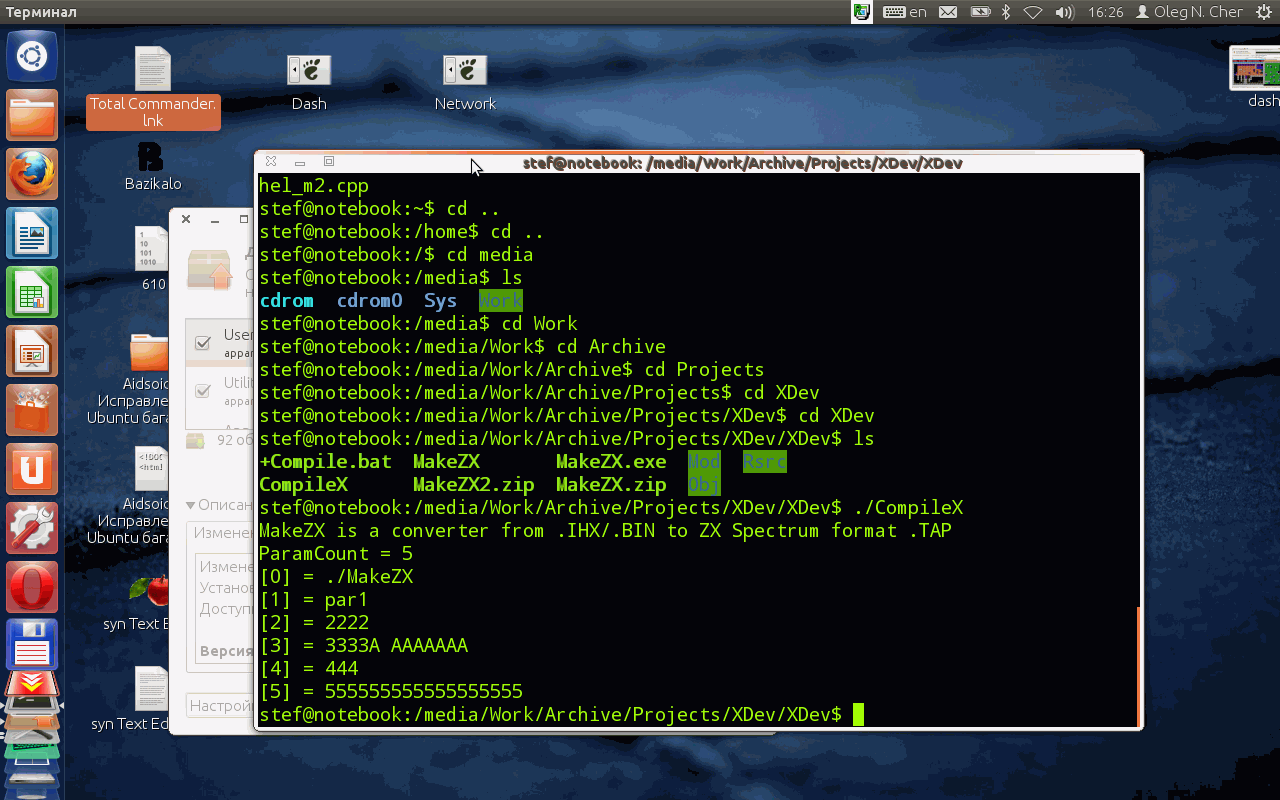 Терминал
en
16:26
Oleg N. Cher
Total Commander.
lnk
Dash
Network
dash
Bazikalo
610
Aidsoid
Исправле
Ubuntu бага
Aidsoid
Исправле
Ubuntu бага
syn Text E
syn Text Ed
User
appar
Utilit
appar
92 об
Описан
Изменен
Измене
Установ
Доступн
Версия
Настрой
stef@notebook: /media/Work/Archive/Projects/XDev/XDev
hel_m2.cpp
stef@notebook:~$ cd ..
stef@notebook:/home$ cd ..
stef@notebook:/$ cd media
stef@notebook:/media$ ls
cdrom cdrom0 Sys Work
stef@notebook:/media$ cd Work
stef@notebook:/media/Work$ cd Archive
stef@notebook:/media/Work/Archive$ cd Projects
stef@notebook:/media/Work/Archive/Projects$ cd XDev
stef@notebook:/media/Work/Archive/Projects/XDev$ cd XDev
stef@notebook:/media/Work/Archive/Projects/XDev/XDev$ ls
+Compile.bat MakeZX MakeZX.exe Mod Rsrc
CompileX MakeZX2.zip MakeZX.zip Obj
stef@notebook:/media/Work/Archive/Projects/XDev/XDev$ ./CompileX
MakeZX is a converter from .IHX/.BIN to ZX Spectrum format .TAP
ParamCount = 5
[0] = ./MakeZX
[1] = par1
[2] = 2222
[3] = 3333A AAAAAAA
[4] = 444
[5] = 555555555555555555
stef@notebook:/media/Work/Archive/Projects/XDev/XDev$